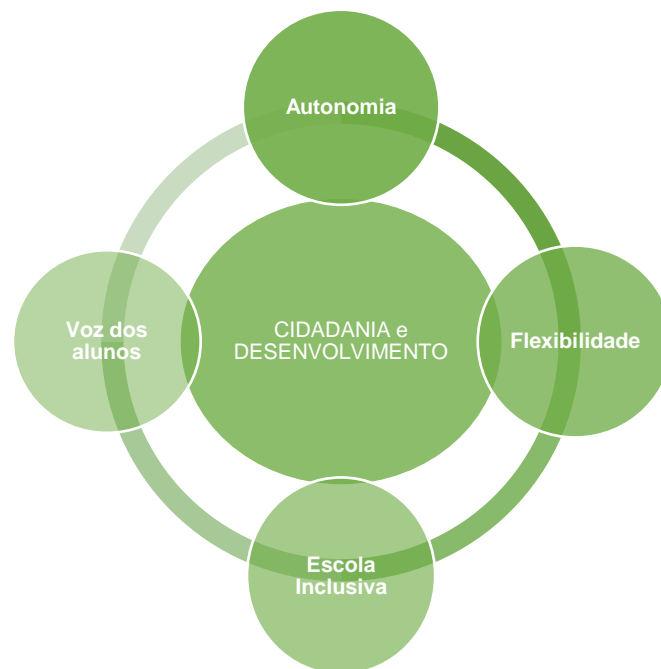 Autonomia
Voz dos
alunos
CIDADANIA e
DESENVOLVIMENTO
Flexibilidade
Escola
Inclusiva